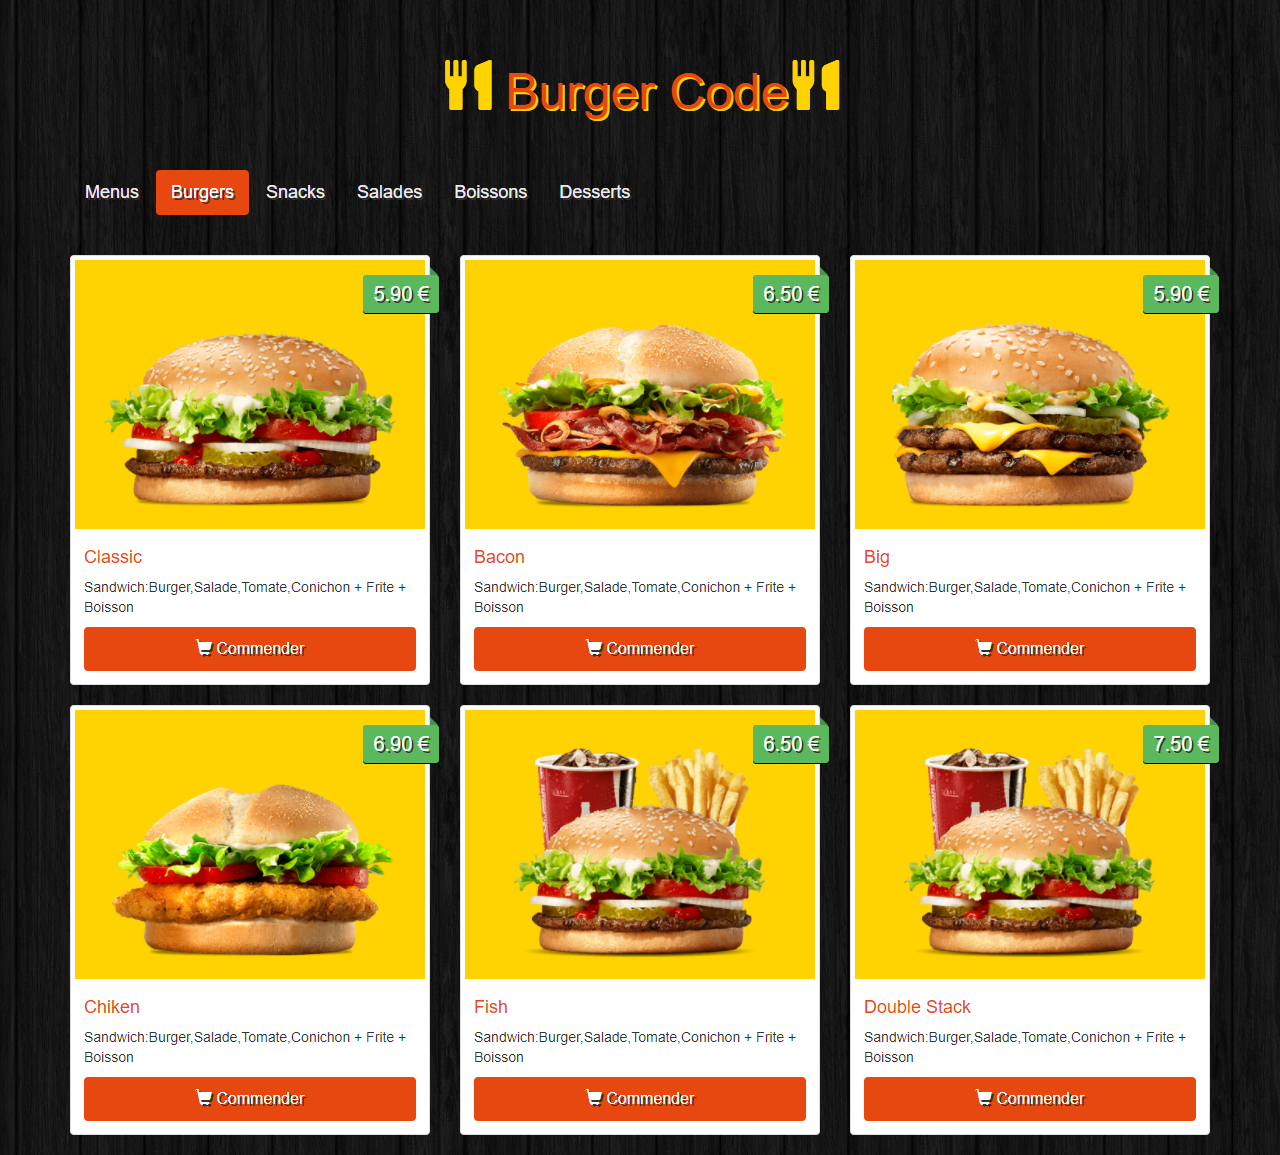 Burger Code
Menus Burgers Snacks Salades Boissons Desserts
5.90 € 6.50 € 5.90 €
Classic Bacon Big
Sandwich:Burger,Salade,Tomate,Conichon + Frite + Boisson
Sandwich:Burger,Salade,Tomate,Conichon + Frite + Boisson
Sandwich:Burger,Salade,Tomate,Conichon + Frite + Boisson
Commender Commender Commender
6.90 € 6.50 € 7.50 €
Chiken Fish Double Stack
Sandwich:Burger,Salade,Tomate,Conichon + Frite + Boisson
Sandwich:Burger,Salade,Tomate,Conichon + Frite + Boisson
Sandwich:Burger,Salade,Tomate,Conichon + Frite + Boisson
Commender Commender Commender